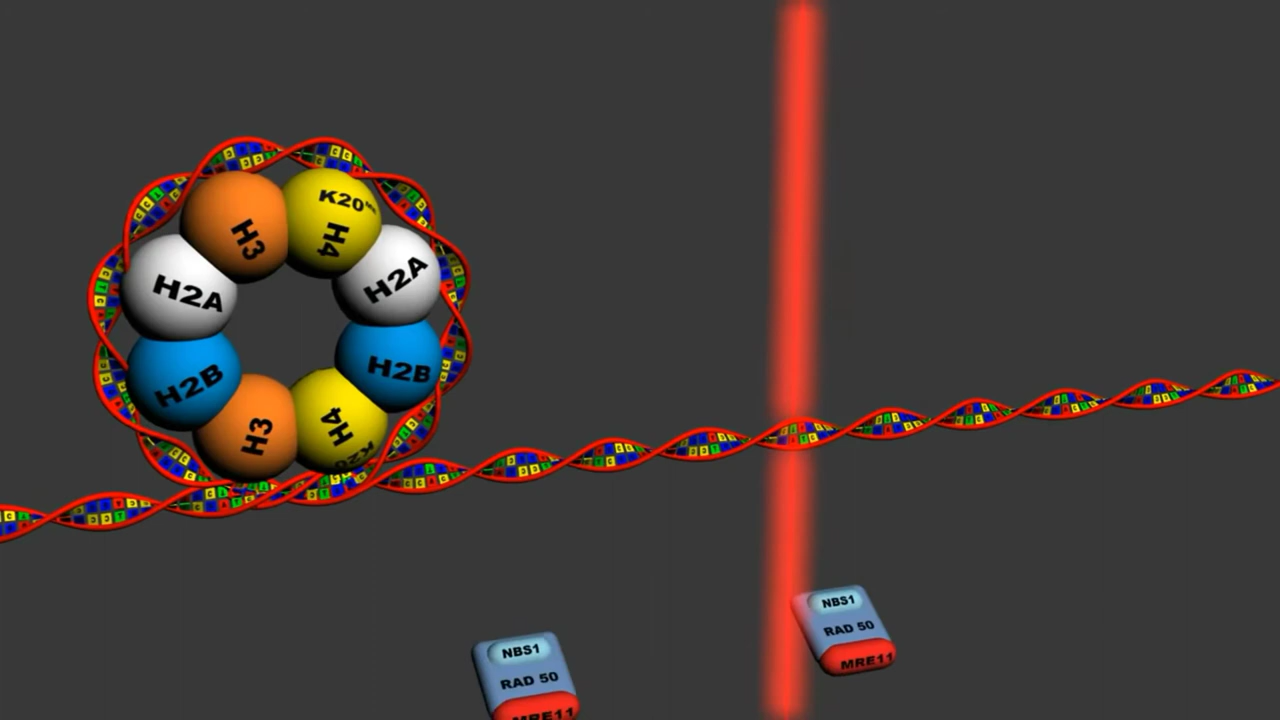 K20Me
H3
H4
H2A
H2A
H2B
H2B
H3
H4
NBS1
RAD 50
MRE11
NBS1
RAD 50
MRE11